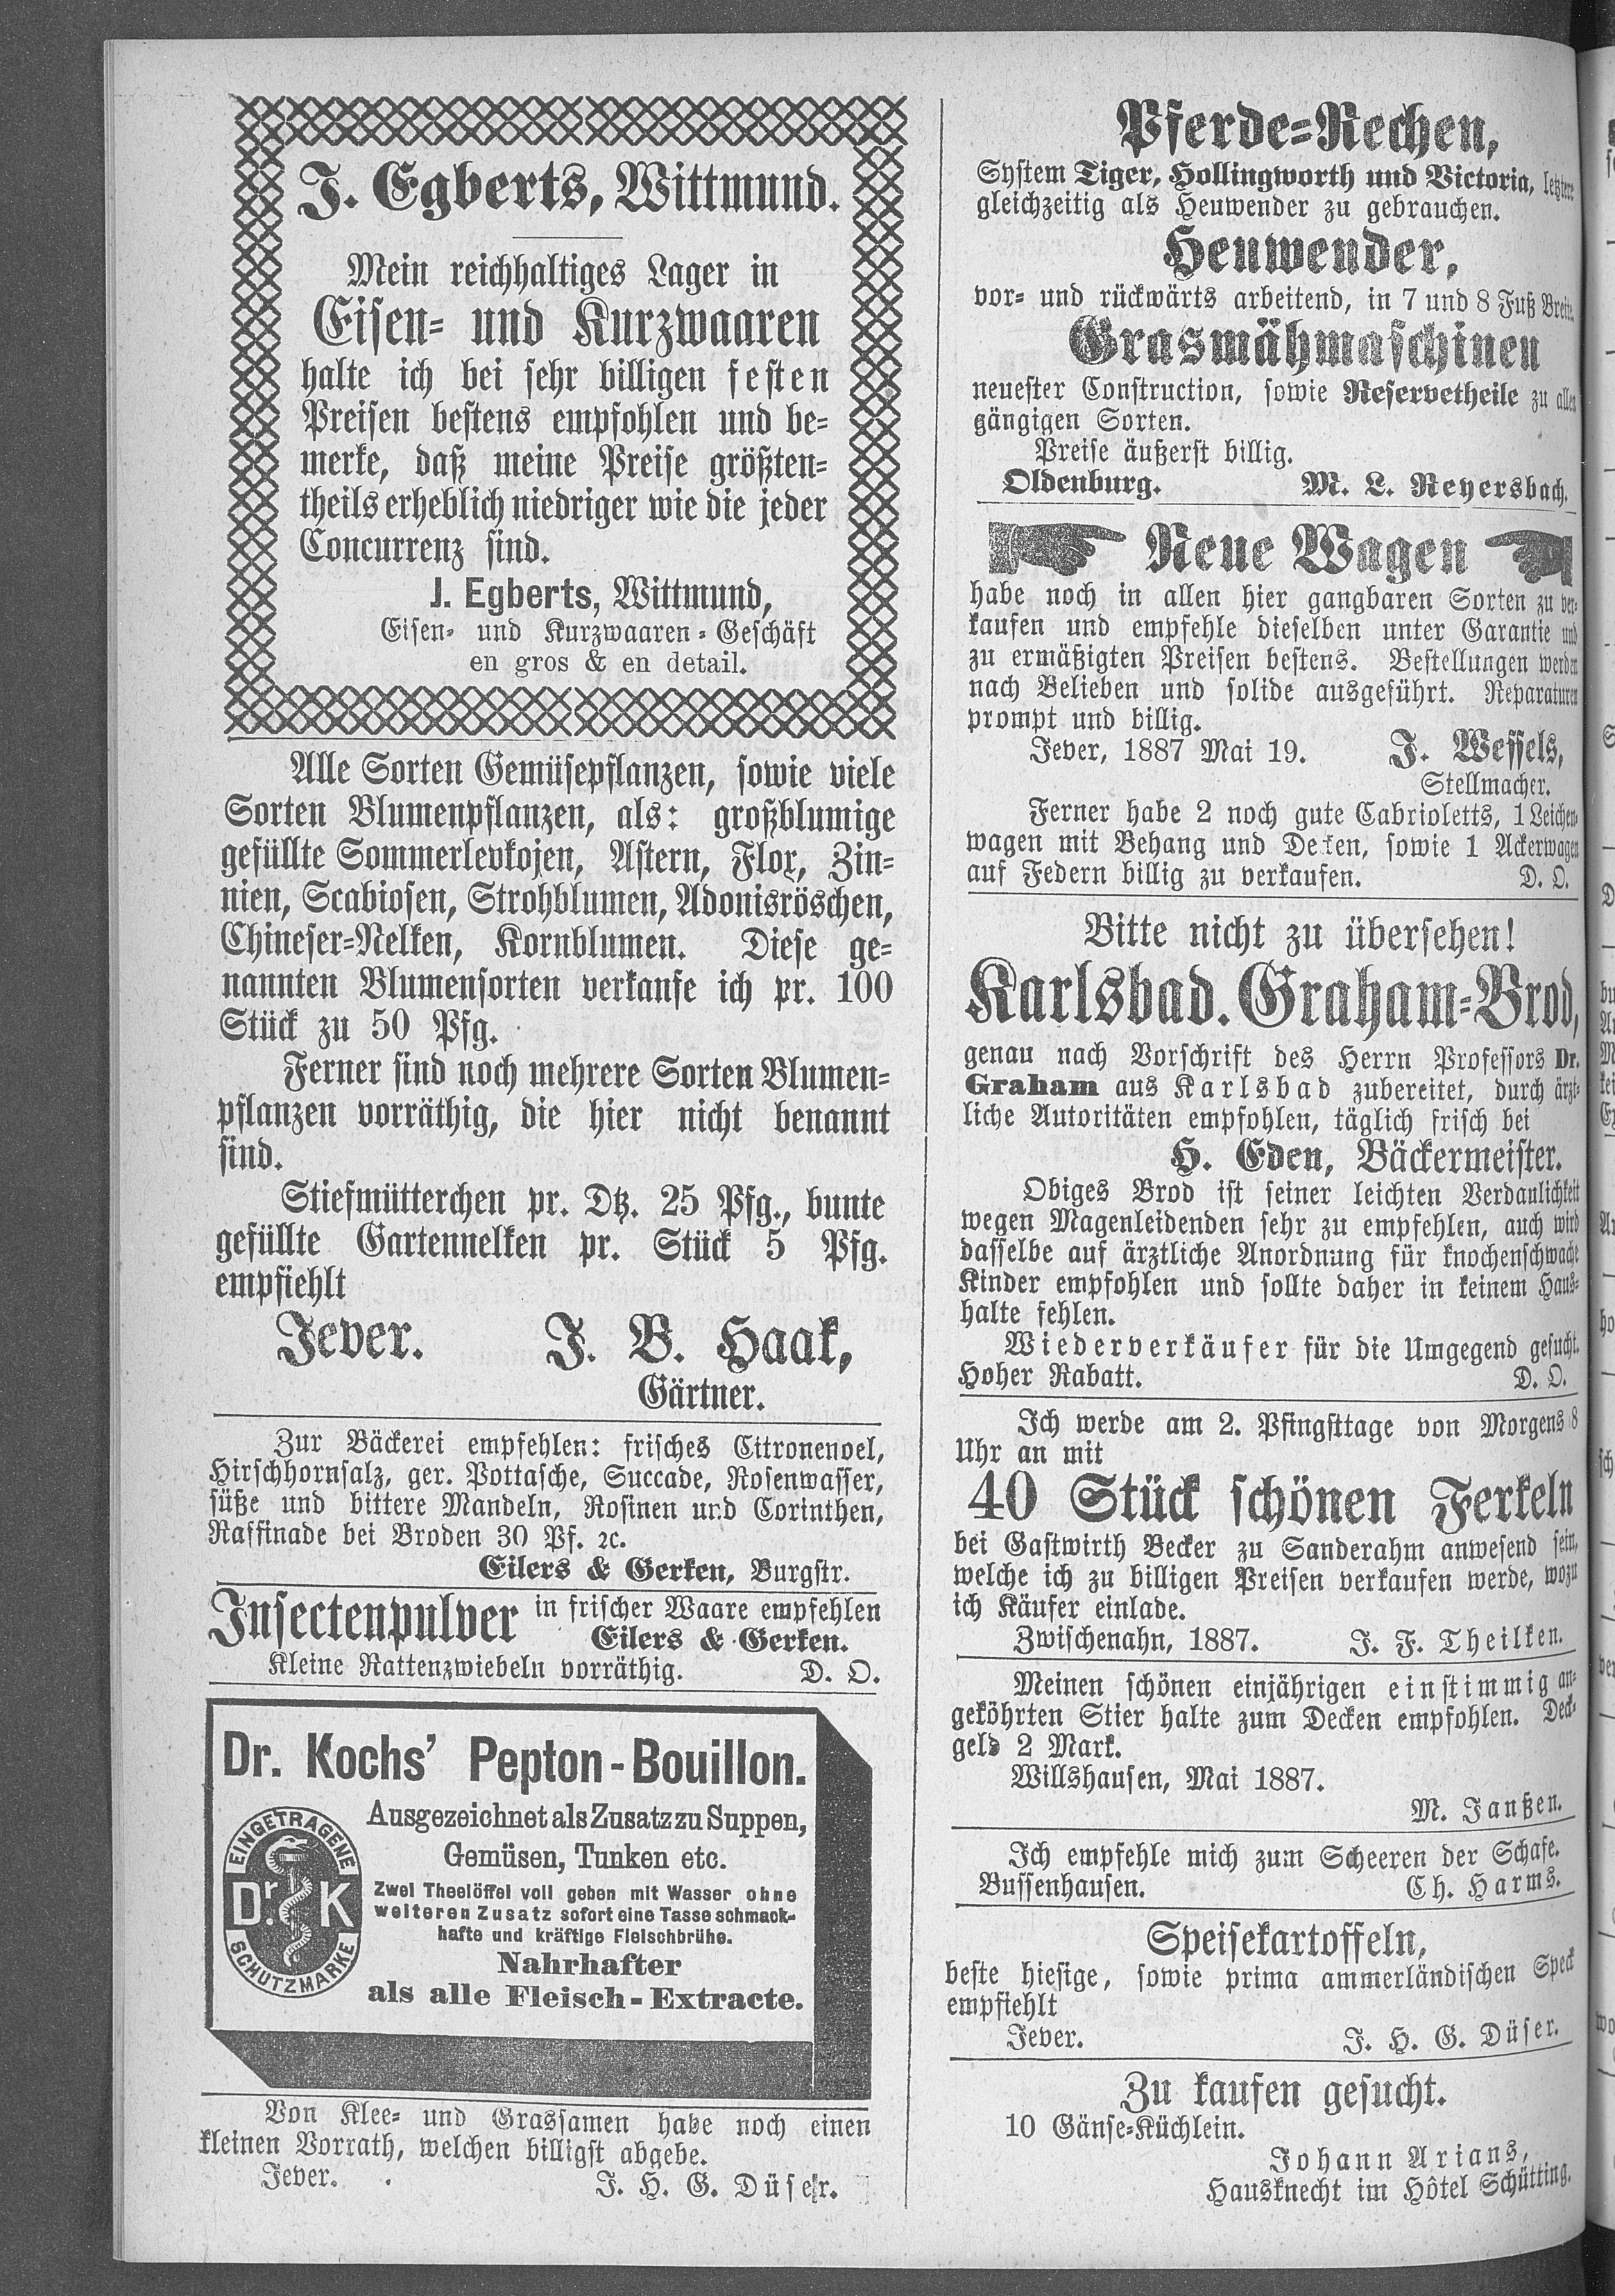 J. Egberts, Wittmund.
Mein reichhaltiges Lager in
Eisen- und Kurzwaaren
halte ich bei sehr billigen festen
Preisen bestens empfohlen und be-
merke, daß meine Preise größten-
theils erheblich niedriger wie die jeder
Concurrenz sind.
J. Egberts, Wittmund,
Eisen- und Kurzwaaren-Geschäft
en gros & en detail.
Alle Sorten Gemüsepflanzen, sowie viele
Sorten Blumenpflanzen, als: großblumige
gefüllte Sommerlevkojen, Astern, Flox, Zin-
nien, Scabiosen, Strohblumen, Adonisröschen,
Chineser-Nelken, Kornblumen. Diese ge-
nannten Blumensorten verkaufe ich pr. 100
Stück zu 50 Pfg.
Ferner sind noch mehrere Sorten Blumen-
pflanzen vorräthig, die hier nicht benannt
sind.
Stiefmütterchen pr. Dtz. 25 Pfg., bunte
gefüllte Gartennelken pr. Stück 5 Pfg.
empfiehlt
Jever. J. B. Haak,
Gärtner.
Zur Bäckerei empfehlen: frisches Citronenoel,
Hirschhornsalz, ger. Pottasche, Succade, Rosenwasser,
süße und bittere Mandeln, Rosinen und Corinthen,
Raffinade bei Broden 30 Pf. ꝛc.
Eilers & Gerken, Burgstr.
Insectenpulver in frischer Waare empfehlen
Eilers & Gerken.
Kleine Rattenzwiebeln vorräthig. D. O.
Dr. Kochs' Pepton-Bouillon.
Ausgezeichnet als Zusatz zu Suppen,
Gemüsen, Tunken etc.
Zwei Theelöffel voll geben mit Wasser ohne
weiteren Zusatz sofort eine Tasse schmack-
hafte und kräftige Fleischbrühe.
Nahrhafter
als alle Fleisch-Extracte.
EINGETRAGENE
Dr. K
SCHUTZMARKE
Von Klee- und Grassamen habe noch einen
kleinen Vorrath, welchen billigst abgebe.
Jever. J. H. G. Düser.
Pferde-Rechen,
System Tiger, Hollingworth und Victoria, letztere
gleichzeitig als Heuwender zu gebrauchen.
Heuwender,
vor- und rückwärts arbeitend, in 7 und 8 Fuß Breite.
Grasmähmaschinen
neuester Construction, sowie Reservetheile zu allen
gängigen Sorten.
Preise äußerst billig.
Oldenburg. M. L. Reyersbach.
Neue Wagen
habe noch in allen hier gangbaren Sorten zu ver-
kaufen und empfehle dieselben unter Garantie und
zu ermäßigten Preisen bestens. Bestellungen werden
nach Belieben und solide ausgeführt. Reparaturen
prompt und billig.
Jever, 1887 Mai 19. J. Wessels,
Stellmacher.
Ferner habe 2 noch gute Cabrioletts, 1 Leichen-
wagen mit Behang und Decken, sowie 1 Ackerwagen
auf Federn billig zu verkaufen. D. O.
Bitte nicht zu übersehen!
Karlsbad. Graham-Brod,
genau nach Vorschrift des Herrn Professors Dr.
Graham aus Karlsbad zubereitet, durch ärzt-
liche Autoritäten empfohlen, täglich frisch bei
H. Eden, Bäckermeister.
Obiges Brod ist seiner leichten Verdaulichkeit
wegen Magenleidenden sehr zu empfehlen, auch wird
dasselbe auf ärztliche Anordnung für knochenschwache
Kinder empfohlen und sollte daher in keinem Haus-
halte fehlen.
Wiederverkäufer für die Umgegend gesucht.
Hoher Rabatt. D. O.
Ich werde am 2. Pfingsttage von Morgens 8
Uhr an mit
40 Stück schönen Ferkeln
bei Gastwirth Becker zu Sanderahm anwesend sein,
welche ich zu billigen Preisen verkaufen werde, wozu
ich Käufer einlade.
Zwischenahn, 1887. J. F. Theilken.
Meinen schönen einjährigen einstimmig an-
geköhrten Stier halte zum Decken empfohlen. Deck-
geld 2 Mark.
Willshausen, Mai 1887.
M. Janßen.
Ich empfehle mich zum Scheeren der Schafe.
Bussenhausen. Ch. Harms.
Speisekartoffeln,
beste hiesige, sowie prima ammerländischen Speck
empfiehlt
Jever. J. H. G. Düser.
Zu kaufen gesucht.
10 Gänse-Küchlein.
Johann Arians,
Hausknecht im Hôtel Schütting.